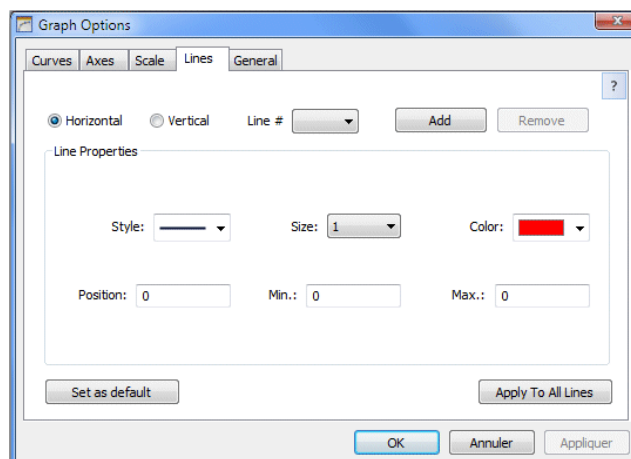 Graph Options
Curves Axes Scale Lines General
?
Horizontal Vertical Line # Add Remove
Line Properties
Style: Size: 1 Color:
Position: 0 Min.: 0 Max.: 0
Set as default Apply To All Lines
OK Annuler Appliquer